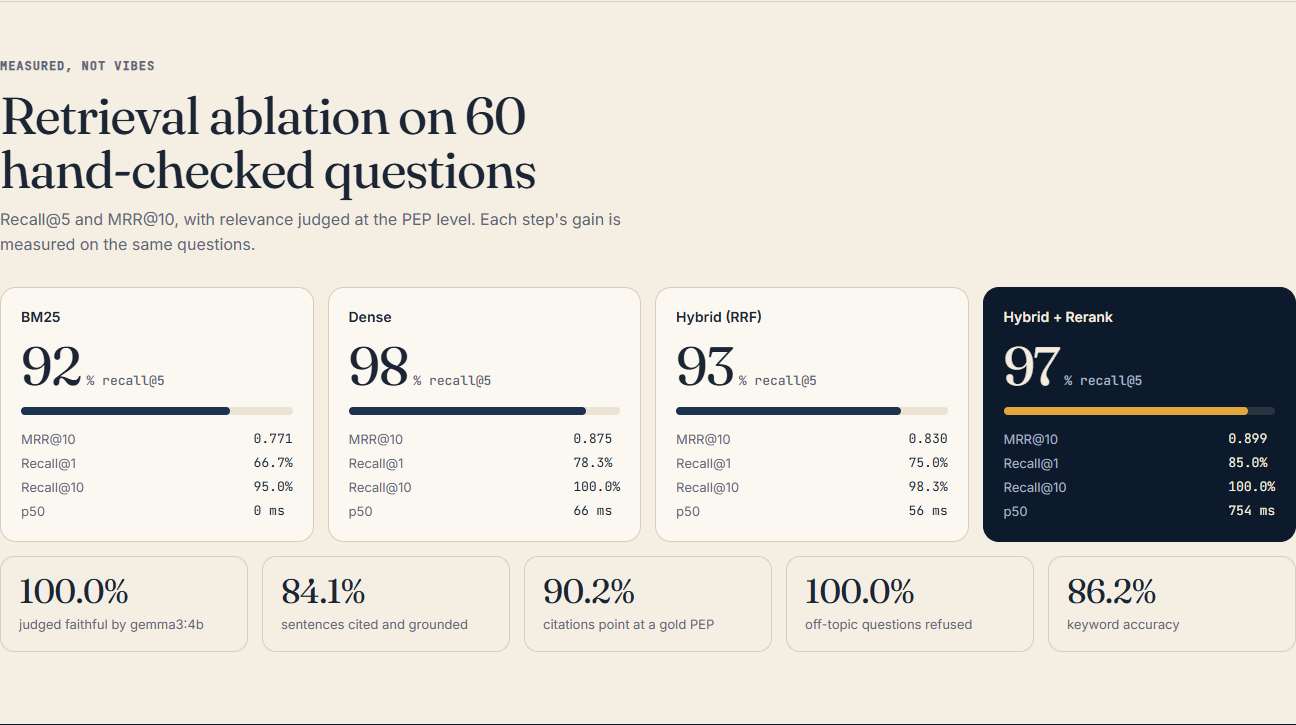 MEASURED, NOT VIBES
Retrieval ablation on 60
hand-checked questions
Recall@5 and MRR@10, with relevance judged at the PEP level. Each step's gain is
measured on the same questions.
BM25
92 % recall@5
MRR@10 0.771
Recall@1 66.7%
Recall@10 95.0%
p50 0 ms
Dense
98 % recall@5
MRR@10 0.875
Recall@1 78.3%
Recall@10 100.0%
p50 66 ms
Hybrid (RRF)
93 % recall@5
MRR@10 0.830
Recall@1 75.0%
Recall@10 98.3%
p50 56 ms
Hybrid + Rerank
97 % recall@5
MRR@10 0.899
Recall@1 85.0%
Recall@10 100.0%
p50 754 ms
100.0%
judged faithful by gemma3:4b
84.1%
sentences cited and grounded
90.2%
citations point at a gold PEP
100.0%
off-topic questions refused
86.2%
keyword accuracy